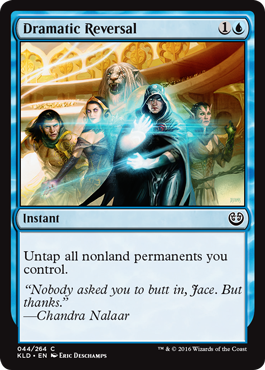 Dramatic Reversal 1
Instant
Untap all nonland permanents you
control.
“Nobody asked you to butt in, Jace. But
thanks.”
—Chandra Nalaar
044/264 C
KLD • EN Eric Deschamps
™ & © 2016 Wizards of the Coast